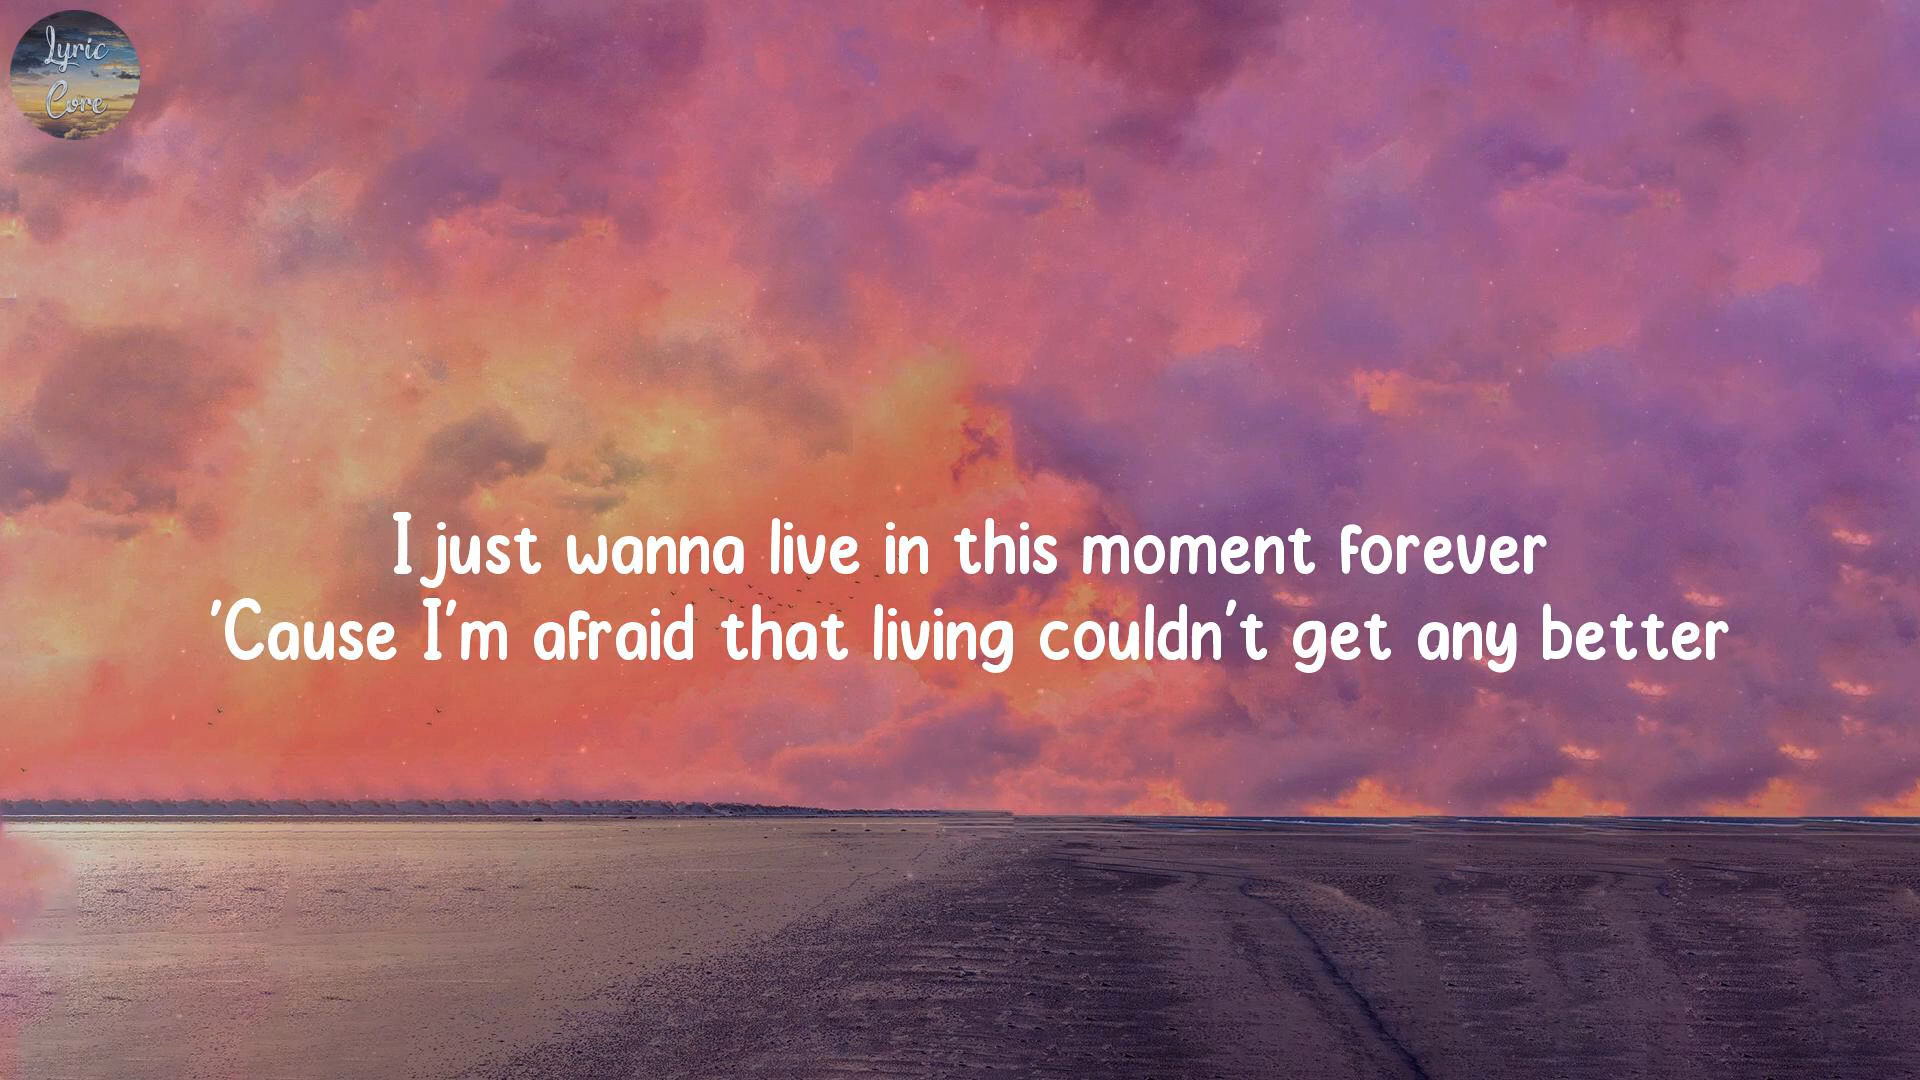 Lyric
Core
I just wanna live in this moment forever
'Cause I'm afraid that living couldn't get any better